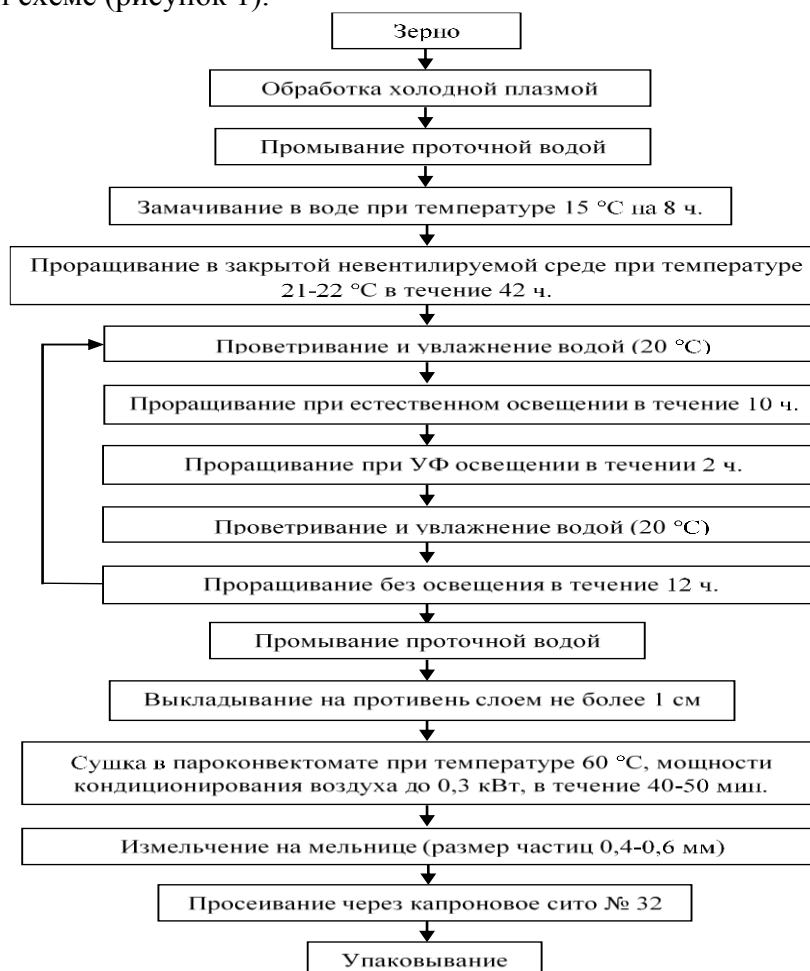 схеме (рисунок 1).
Зерно
Обработка холодной плазмой
Промывание проточной водой
Замачивание в воде при температуре 15 °С на 8 ч.
Проращивание в закрытой невентилируемой среде при температуре
21-22 °С в течение 42 ч.
Проветривание и увлажнение водой (20 °С)
Проращивание при естественном освещении в течение 10 ч.
Проращивание при УФ освещении в течении 2 ч.
Проветривание и увлажнение водой (20 °С)
Проращивание без освещения в течение 12 ч.
Промывание проточной водой
Выкладывание на противень слоем не более 1 см
Сушка в пароконвектомате при температуре 60 °С, мощности
кондиционирования воздуха до 0,3 кВт, в течение 40-50 мин.
Измельчение на мельнице (размер частиц 0,4-0,6 мм)
Просеивание через капроновое сито № 32
Упаковывание